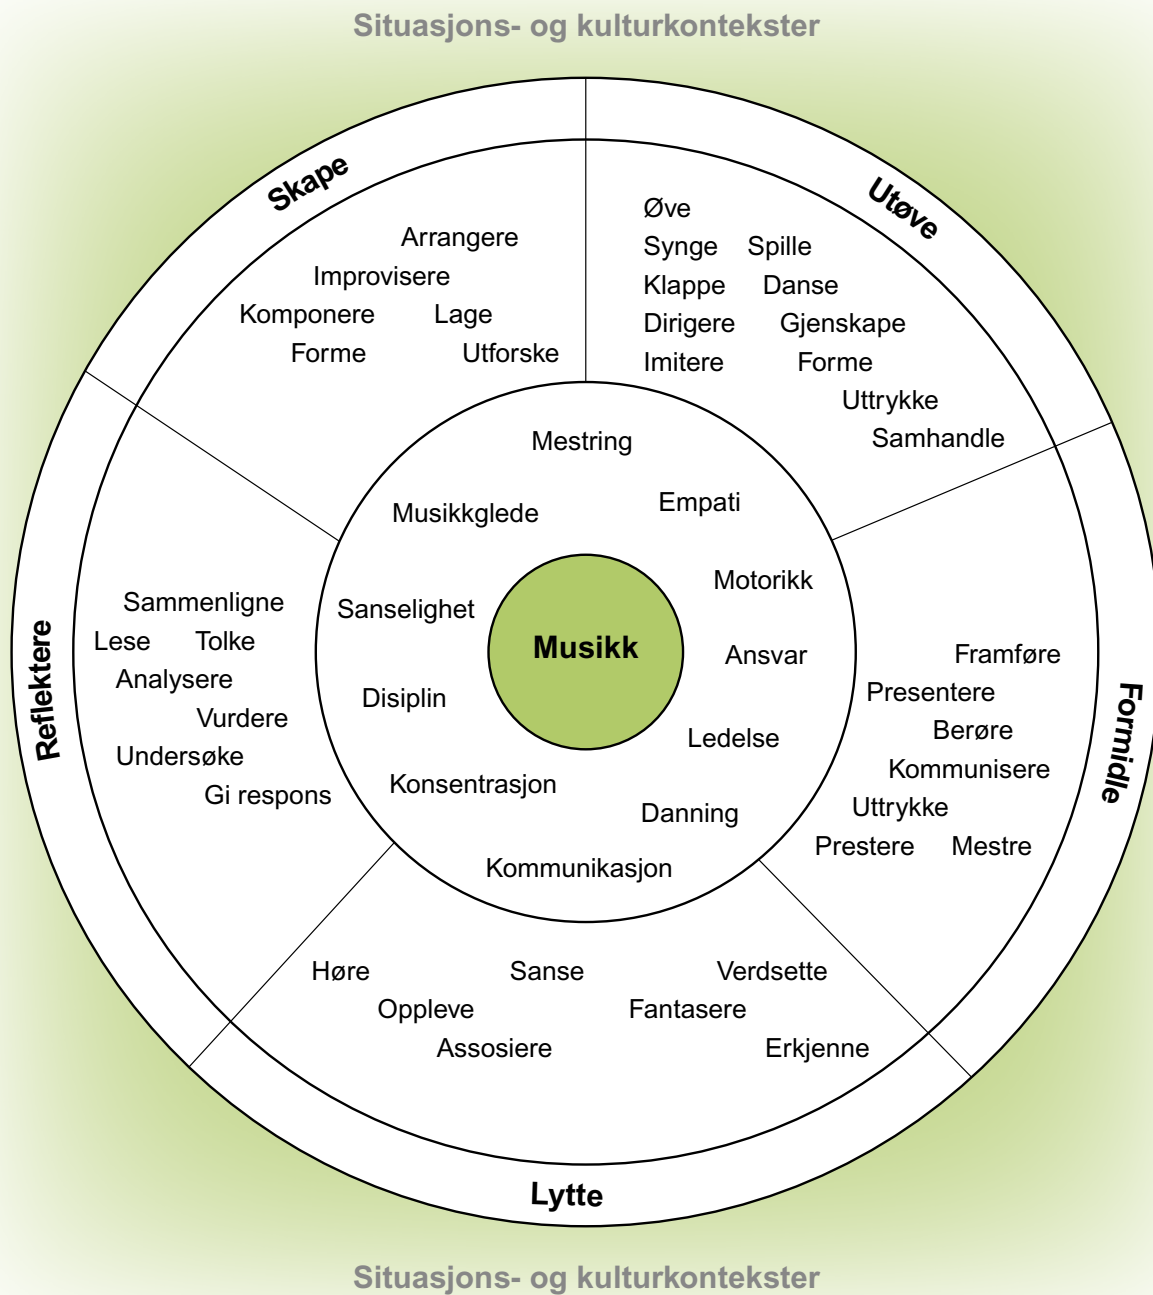 Situasjons- og kulturkontekster
Skape
Arrangere
Improvisere
Komponere Lage
Forme Utforske
Utøve
Øve
Synge Spille
Klappe Danse
Dirigere Gjenskape
Imitere Forme
Uttrykke
Samhandle
Formidle
Framføre
Presentere
Berøre
Kommunisere
Uttrykke
Prestere Mestre
Lytte
Høre Sanse Verdsette
Oppleve Fantasere
Assosiere Erkjenne
Reflektere
Sammenligne
Lese Tolke
Analysere
Vurdere
Undersøke
Gi respons
Mestring
Empati
Musikkglede
Motorikk
Sanselighet
Musikk
Ansvar
Disiplin
Ledelse
Konsentrasjon
Danning
Kommunikasjon
Situasjons- og kulturkontekster